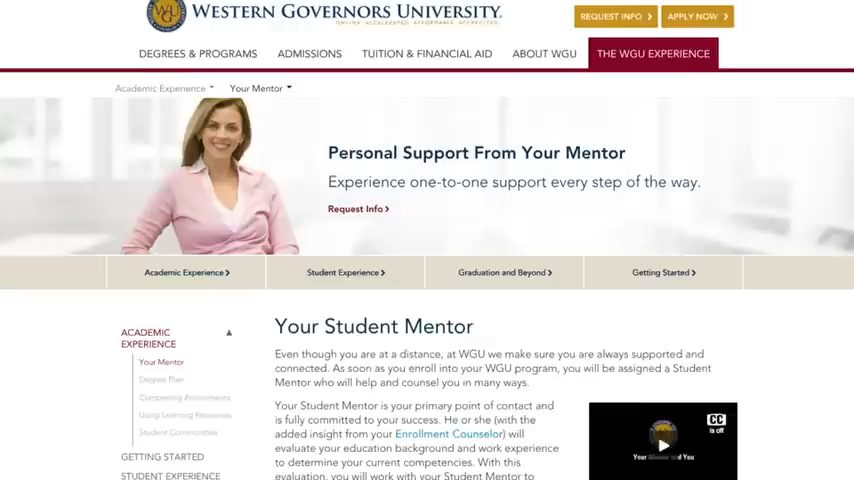 WESTERN GOVERNORS UNIVERSITY.
ONLINE. ACCELERATED. AFFORDABLE. ACCREDITED.
REQUEST INFO >
APPLY NOW >
DEGREES & PROGRAMS
ADMISSIONS
TUITION & FINANCIAL AID
ABOUT WGU
THE WGU EXPERIENCE
Academic Experience
Your Mentor
Personal Support From Your Mentor
Experience one-to-one support every step of the way.
Request Info >
Academic Experience >
Student Experience >
Graduation and Beyond >
Getting Started >
ACADEMIC
EXPERIENCE
Your Mentor
Degree Plan
Completing Assessments
Using Learning Resources
Student Communities
GETTING STARTED
STUDENT EXPERIENCE
Your Student Mentor
Even though you are at a distance, at WGU we make sure you are always supported and
connected. As soon as you enroll into your WGU program, you will be assigned a Student
Mentor who will help and counsel you in many ways.
Your Student Mentor is your primary point of contact and
is fully committed to your success. He or she (with the
added insight from your Enrollment Counselor) will
evaluate your education background and work experience
to determine your current competencies. With this
evaluation, you will work with your Student Mentor to
CC
is off
Your Mentor and You